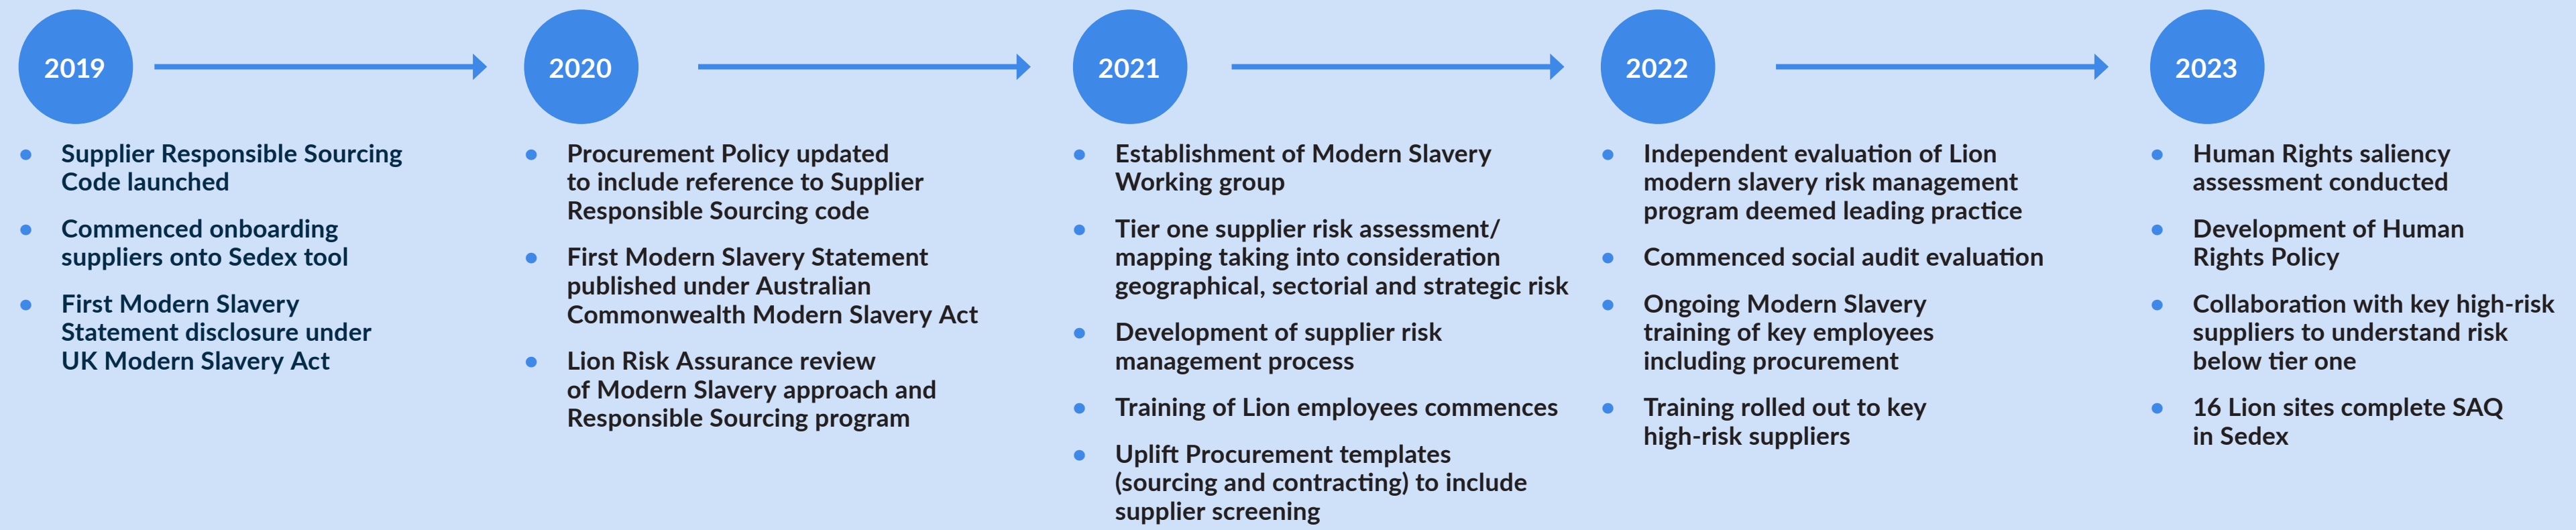 2019
Supplier Responsible Sourcing
Code launched
Commenced onboarding
suppliers onto Sedex tool
First Modern Slavery
Statement disclosure under
UK Modern Slavery Act
2020
Procurement Policy updated
to include reference to Supplier
Responsible Sourcing code
First Modern Slavery Statement
published under Australian
Commonwealth Modern Slavery Act
Lion Risk Assurance review
of Modern Slavery approach and
Responsible Sourcing program
2021
Establishment of Modern Slavery
Working group
Tier one supplier risk assessment/
mapping taking into consideration
geographical, sectorial and strategic risk
Development of supplier risk
management process
Training of Lion employees commences
Uplift Procurement templates
(sourcing and contracting) to include
supplier screening
2022
Independent evaluation of Lion
modern slavery risk management
program deemed leading practice
Commenced social audit evaluation
Ongoing Modern Slavery
training of key employees
including procurement
Training rolled out to key
high-risk suppliers
2023
Human Rights saliency
assessment conducted
Development of Human
Rights Policy
Collaboration with key high-risk
suppliers to understand risk
below tier one
16 Lion sites complete SAQ
in Sedex